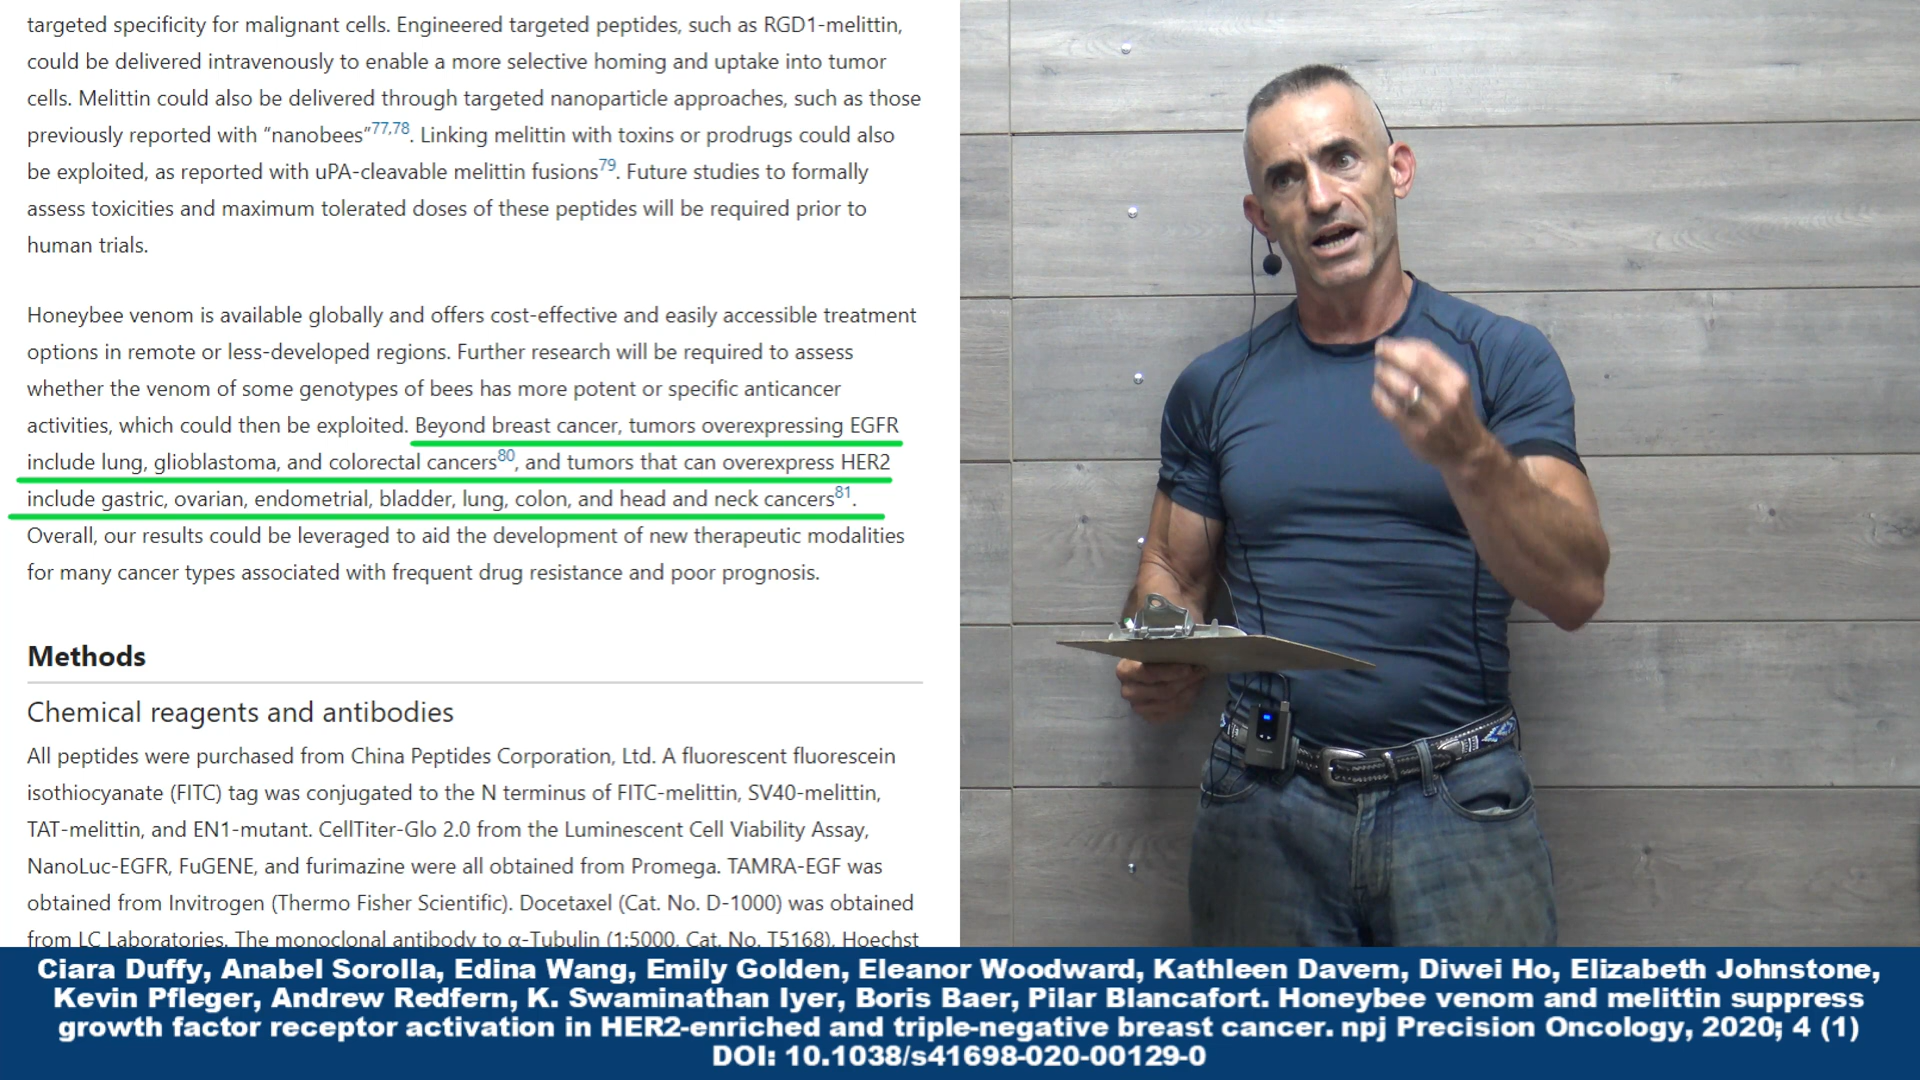 targeted specificity for malignant cells. Engineered targeted peptides, such as RGD1-melittin,
could be delivered intravenously to enable a more selective homing and uptake into tumor
cells. Melittin could also be delivered through targeted nanoparticle approaches, such as those
previously reported with “nanobees”77,78. Linking melittin with toxins or prodrugs could also
be exploited, as reported with uPA-cleavable melittin fusions79. Future studies to formally
assess toxicities and maximum tolerated doses of these peptides will be required prior to
human trials.
Honeybee venom is available globally and offers cost-effective and easily accessible treatment
options in remote or less-developed regions. Further research will be required to assess
whether the venom of some genotypes of bees has more potent or specific anticancer
activities, which could then be exploited. Beyond breast cancer, tumors overexpressing EGFR
include lung, glioblastoma, and colorectal cancers80, and tumors that can overexpress HER2
include gastric, ovarian, endometrial, bladder, lung, colon, and head and neck cancers81.
Overall, our results could be leveraged to aid the development of new therapeutic modalities
for many cancer types associated with frequent drug resistance and poor prognosis.
Methods
Chemical reagents and antibodies
All peptides were purchased from China Peptides Corporation, Ltd. A fluorescent fluorescein
isothiocyanate (FITC) tag was conjugated to the N terminus of FITC-melittin, SV40-melittin,
TAT-melittin, and EN1-mutant. CellTiter-Glo 2.0 from the Luminescent Cell Viability Assay,
NanoLuc-EGFR, FuGENE, and furimazine were all obtained from Promega. TAMRA-EGF was
obtained from Invitrogen (Thermo Fisher Scientific). Docetaxel (Cat. No. D-1000) was obtained
from LC Laboratories. The monoclonal antibody to α-Tubulin (1:5000, Cat. No. T5168), Hoechst
Ciara Duffy, Anabel Sorolla, Edina Wang, Emily Golden, Eleanor Woodward, Kathleen Davern, Diwei Ho, Elizabeth Johnstone,
Kevin Pfleger, Andrew Redfern, K. Swaminathan Iyer, Boris Baer, Pilar Blancafort. Honeybee venom and melittin suppress
growth factor receptor activation in HER2-enriched and triple-negative breast cancer. npj Precision Oncology, 2020; 4 (1)
DOI: 10.1038/s41698-020-00129-0